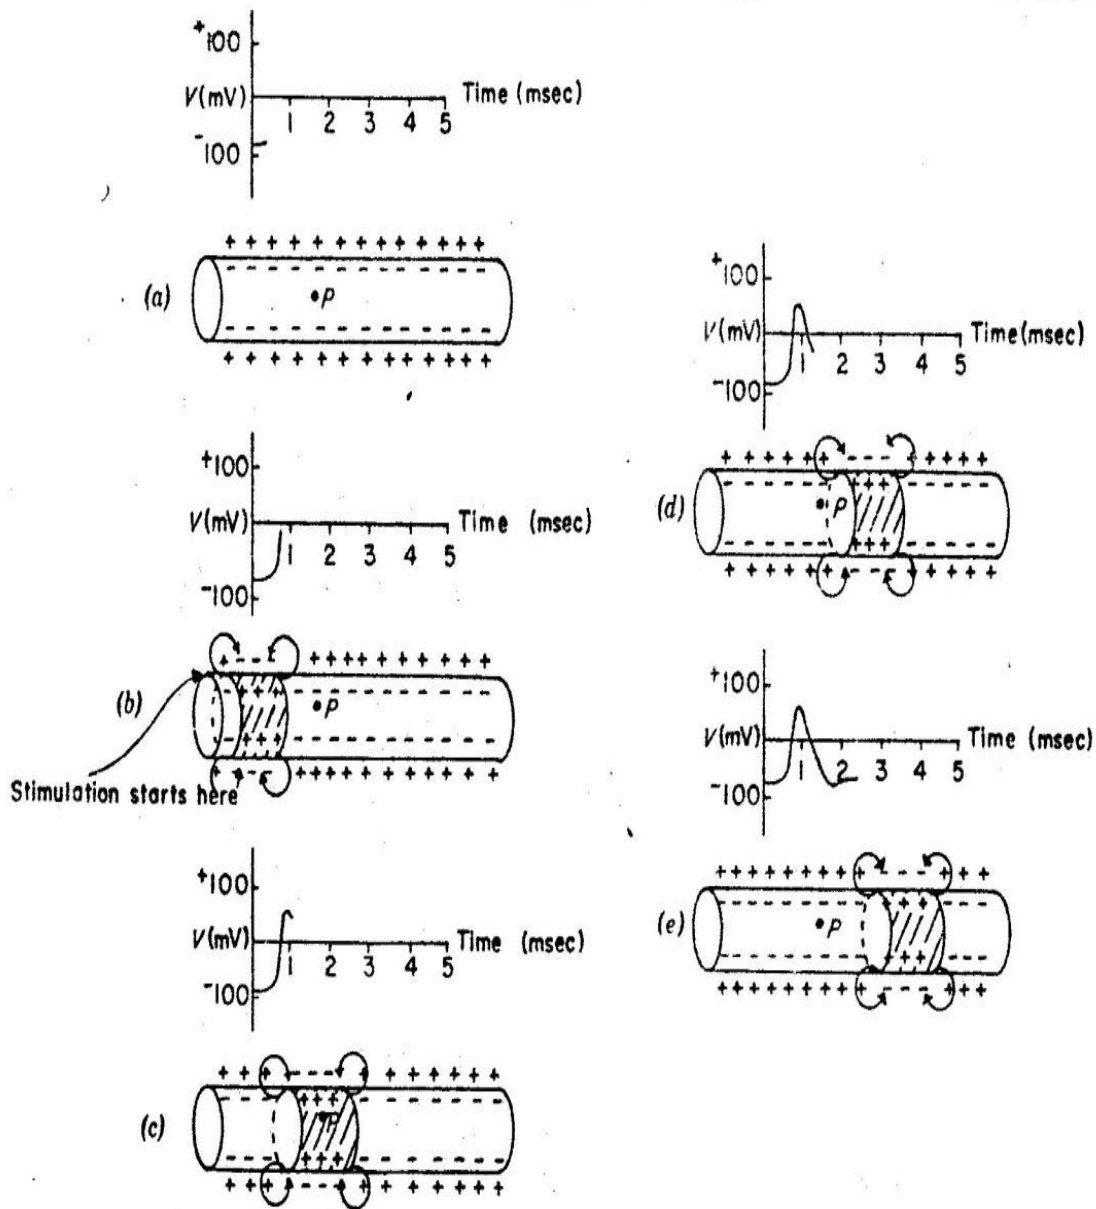 +100
V(mV)
-100
Time (msec)
1 2 3 4 5
+ + + + + + + + + + + + +
- - - - - - - - - - - -
(a)
•P
- - - - - - - - - - - -
+ + + + + + + + + + + + +
+100
V(mV)
-100
Time (msec)
1 2 3 4 5
(b)
•P
Stimulation starts here
+100
V(mV)
-100
Time (msec)
1 2 3 4 5
(c)
•P
+100
V(mV)
-100
Time(msec)
1 2 3 4 5
(d)
•P
+100
V(mV)
-100
Time (msec)
1 2 3 4 5
(e)
•P